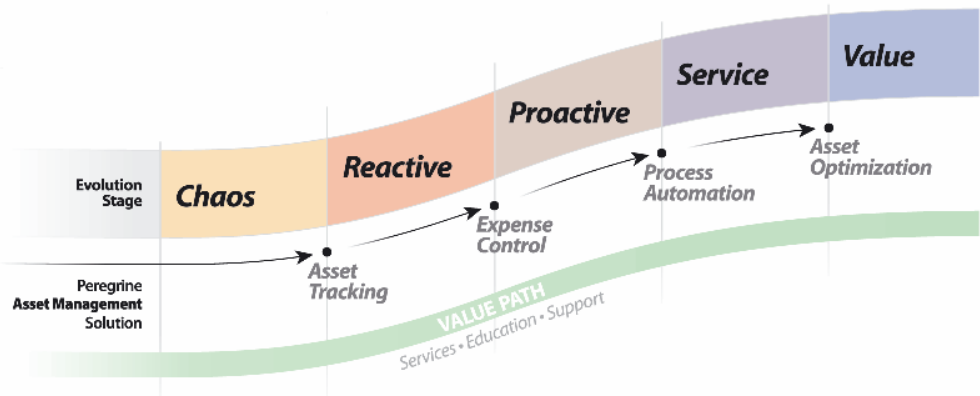 Evolution
Stage
Chaos
Reactive
Proactive
Service
Value
Peregrine
Asset Management
Solution
Asset
Tracking
Expense
Control
Process
Automation
Asset
Optimization
VALUE PATH
Services • Education • Support